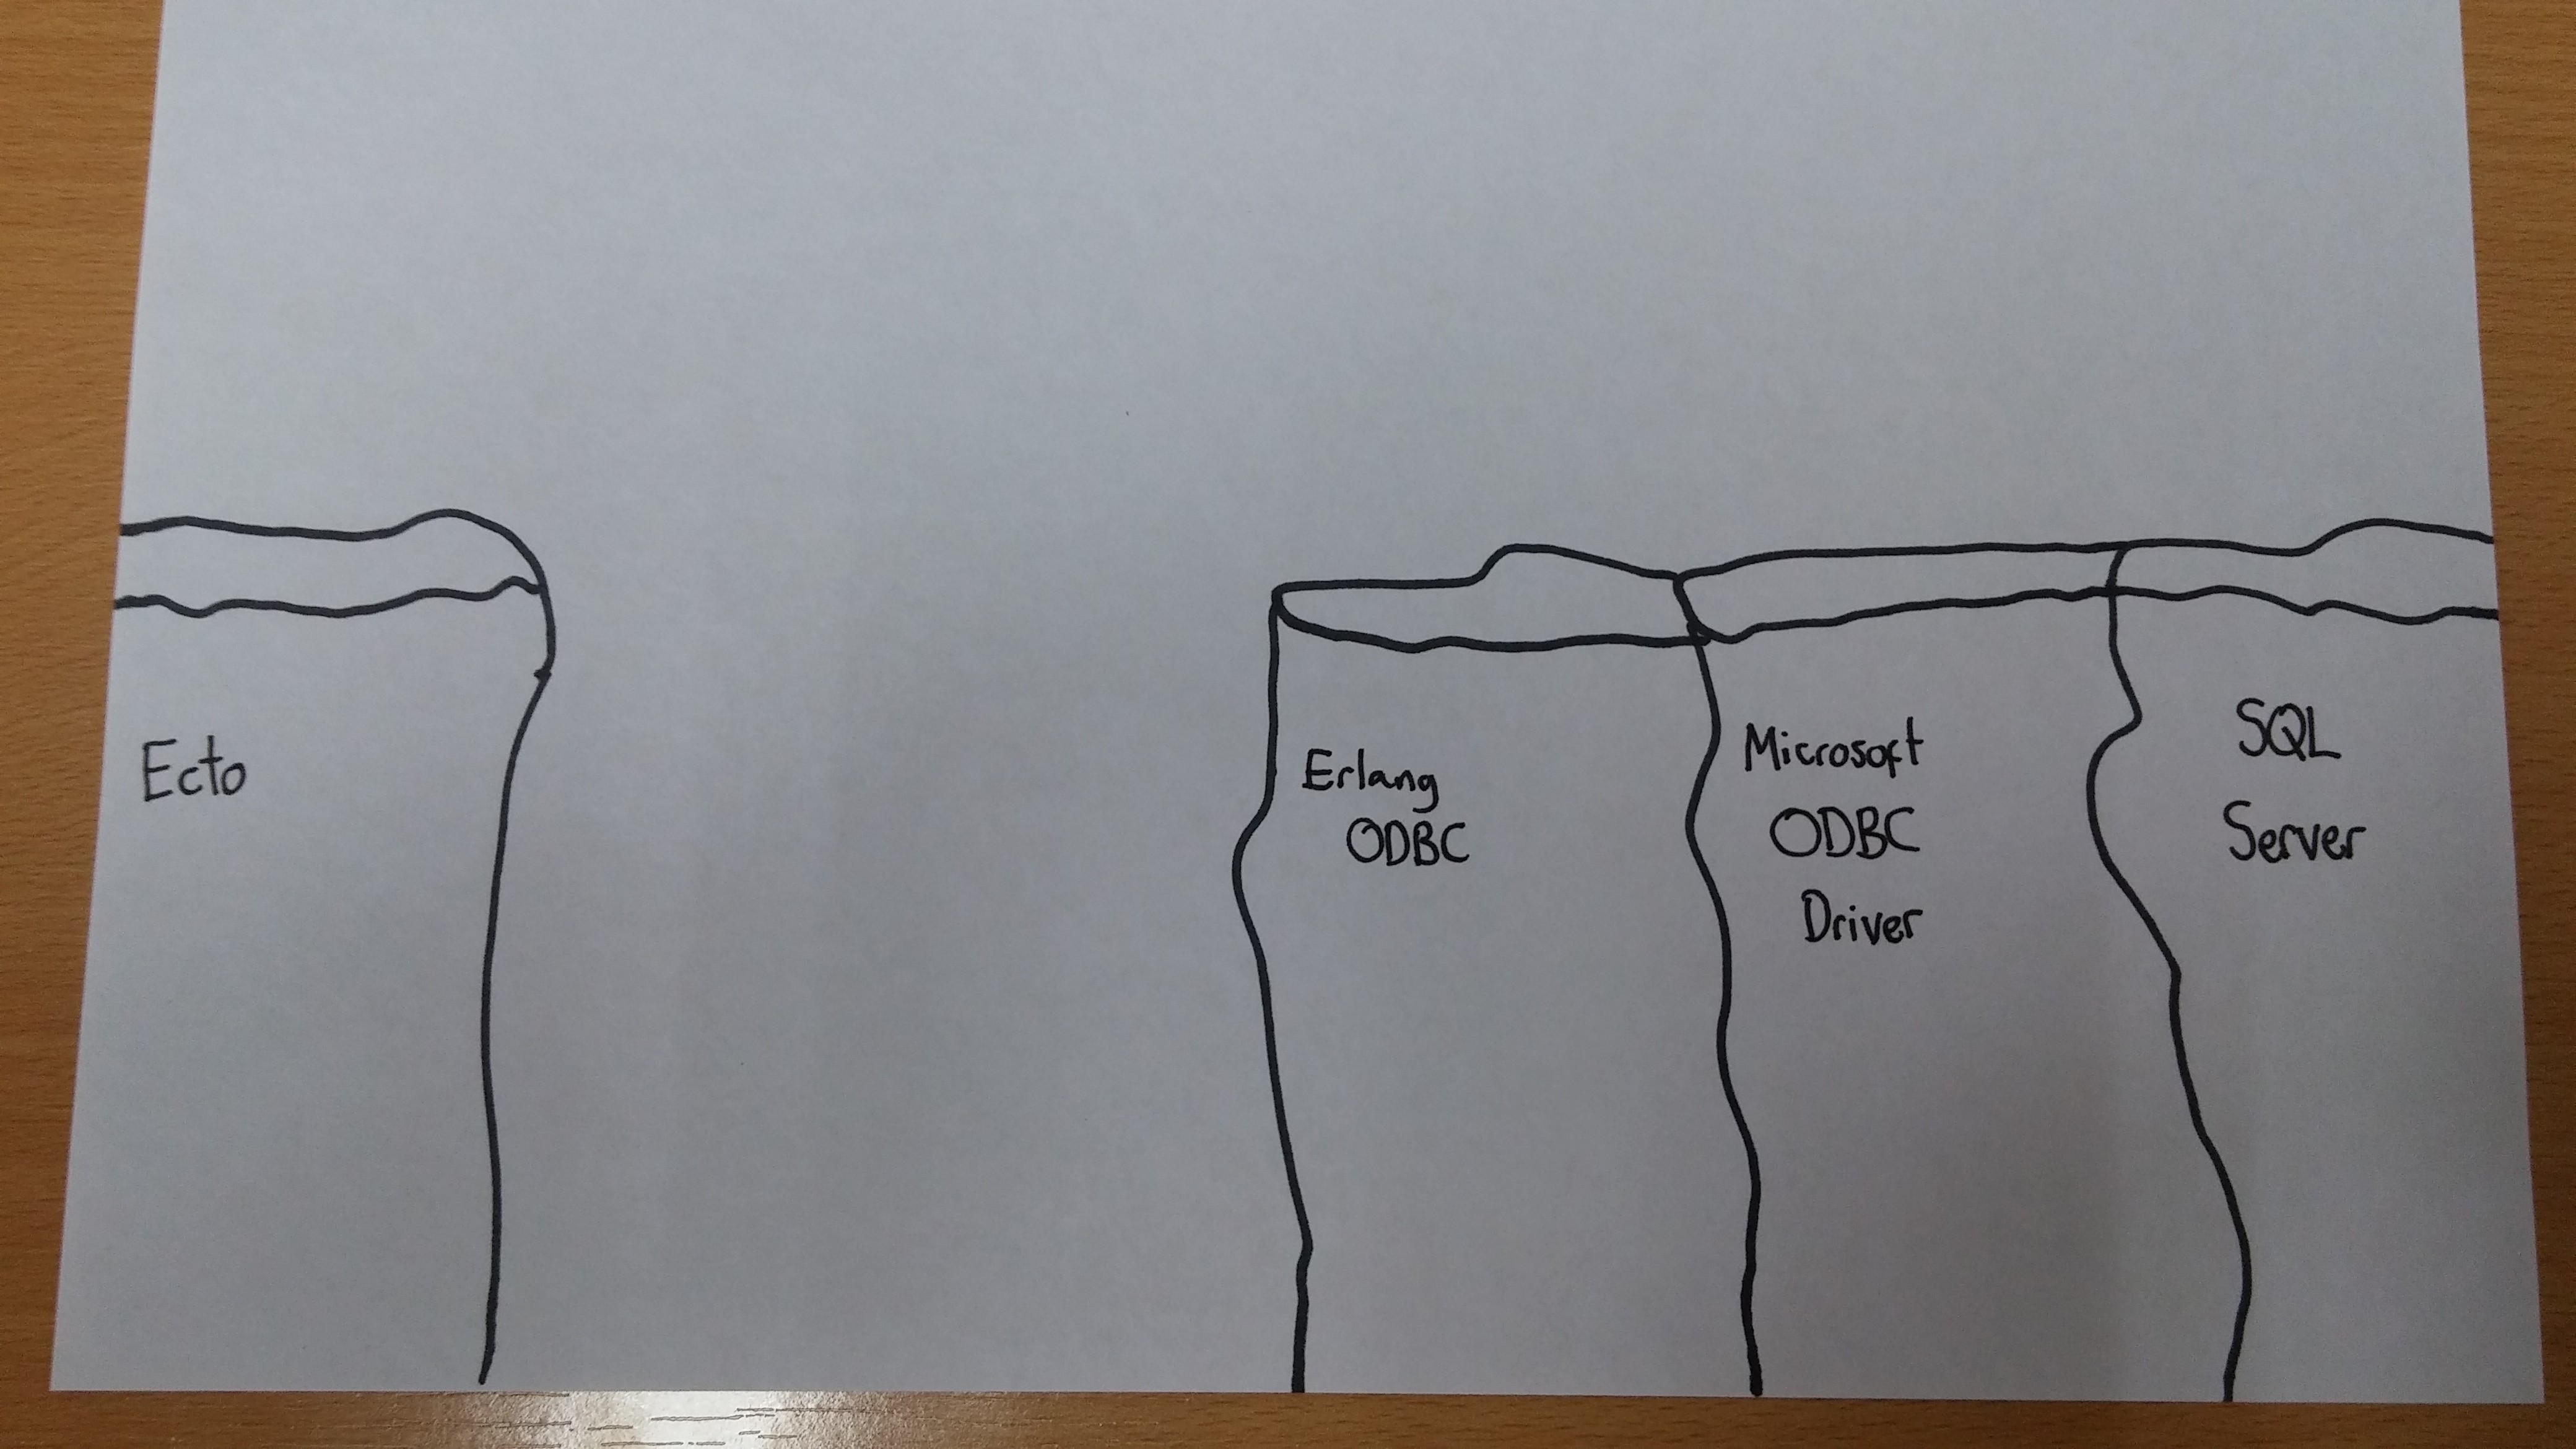 Ecto
Erlang
ODBC
Microsoft
ODBC
Driver
SQL
Server